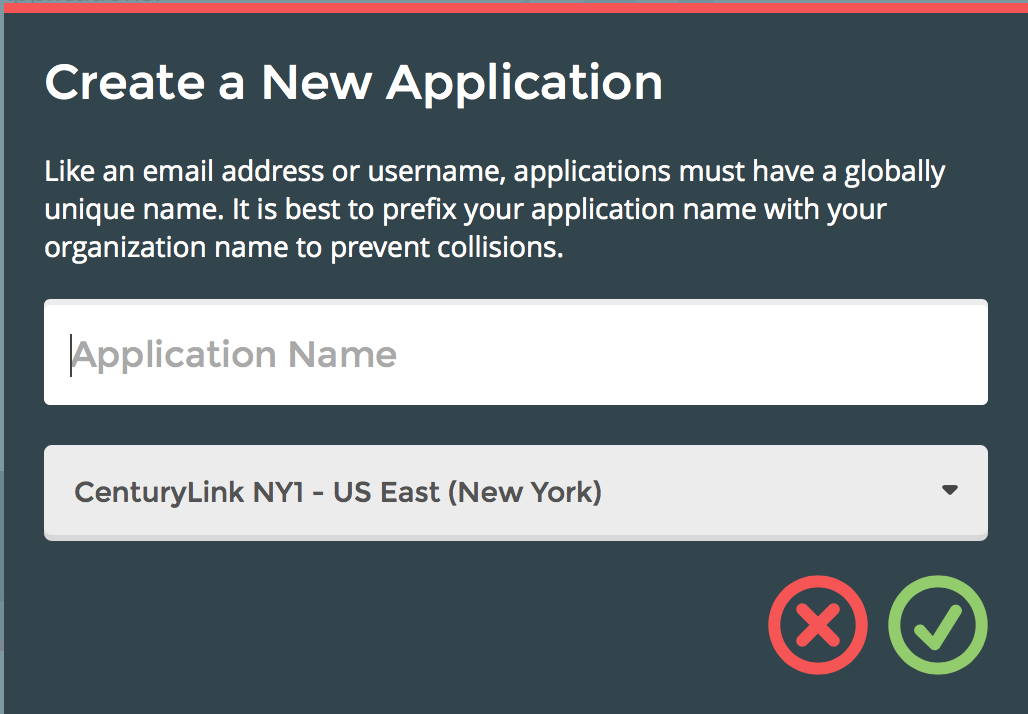 Create a New Application
Like an email address or username, applications must have a globally
unique name. It is best to prefix your application name with your
organization name to prevent collisions.
Application Name
CenturyLink NY1 - US East (New York)